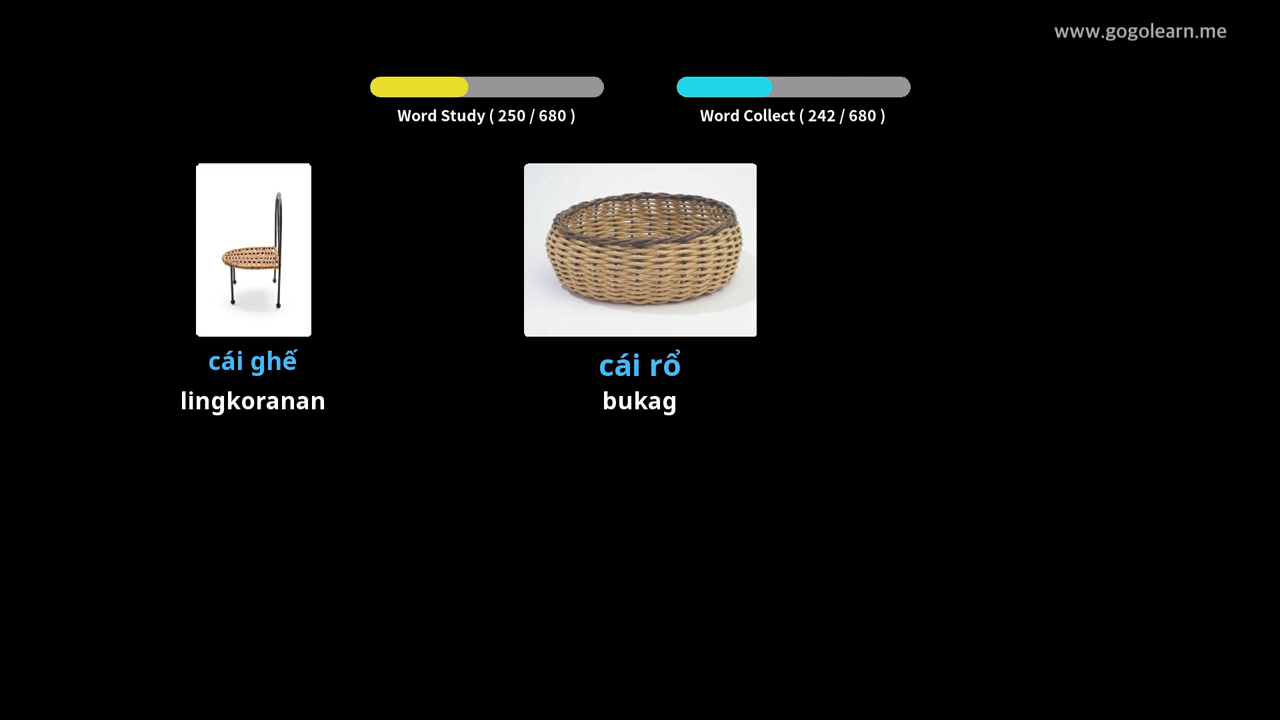 www.gogolearn.me
Word Study ( 250 / 680 )
Word Collect ( 242 / 680 )
cái ghế
lingkoranan
cái rổ
bukag